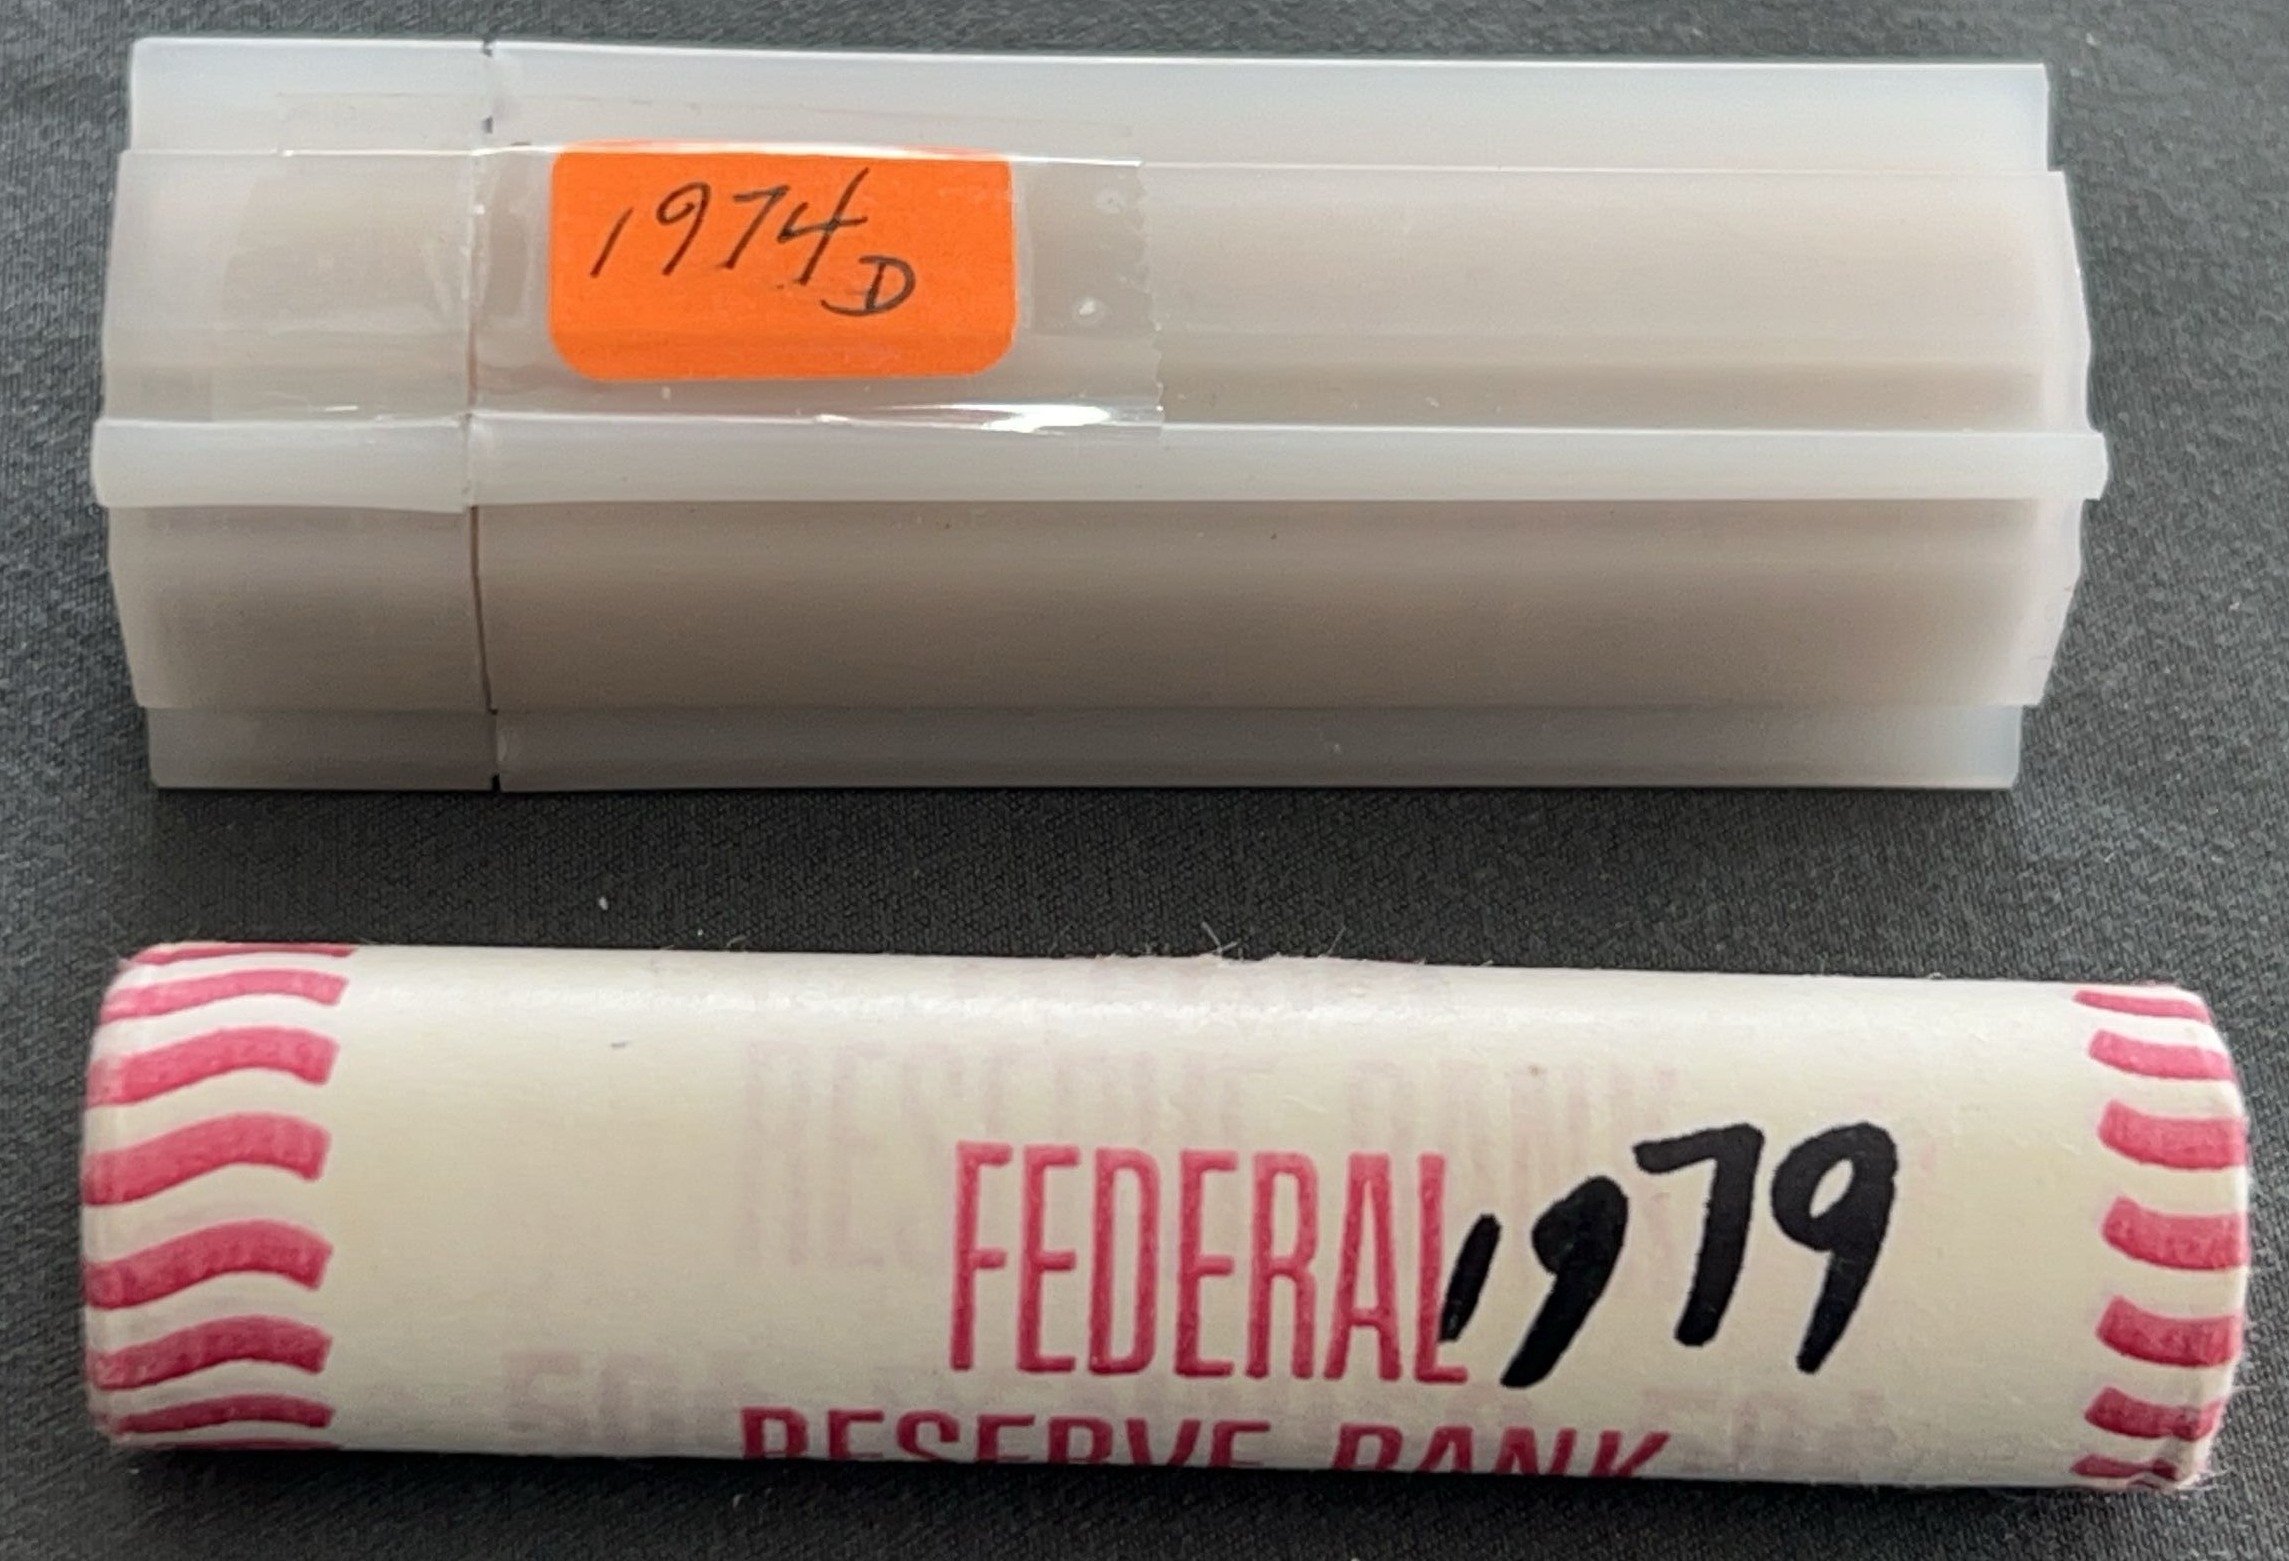 1974 D
FEDERAL 1979
RESERVE BANK